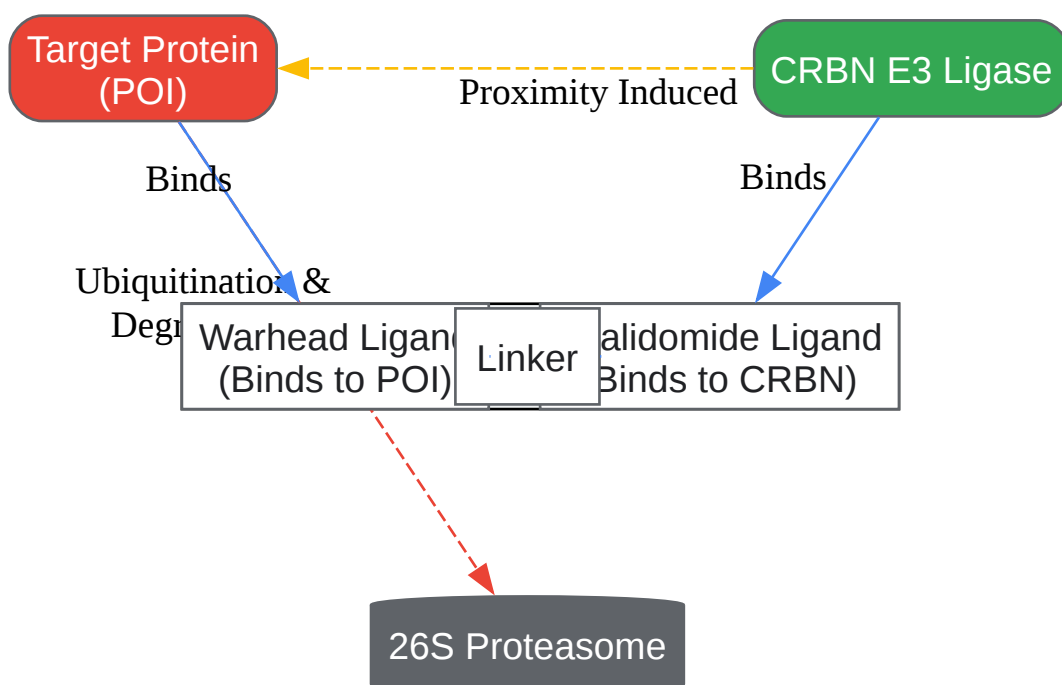 Target Protein
(POI)
CRBN E3 Ligase
Proximity Induced
Binds
Binds
Ubiquitination &
Warhead
(Binds to POI)
Linker
Ligand
Binds to CRBN)
26S Proteasome